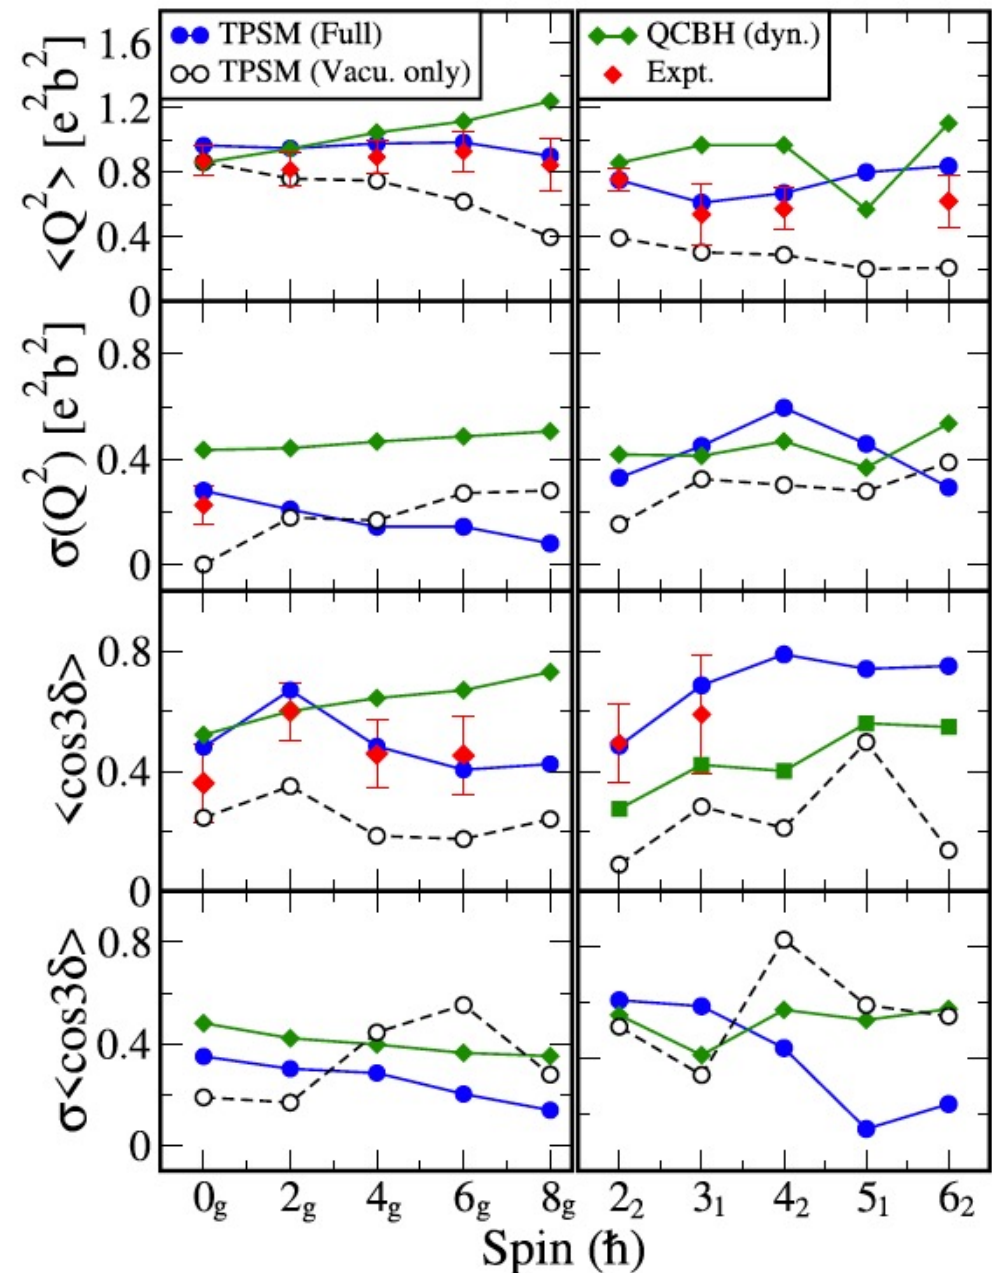 TPSM (Full)
TPSM (Vacu. only)
QCBH (dyn.)
Expt.
<Q²> [e²b²]
1.6
1.2
0.8
0.4
0
σ(Q²) [e²b²]
0.8
0.4
0
<cos3δ>
0.8
0.4
0
σ<cos3δ>
0.8
0.4
0
0g 2g 4g 6g 8g 2₂ 3₁ 4₂ 5₁ 6₂
Spin (ħ)